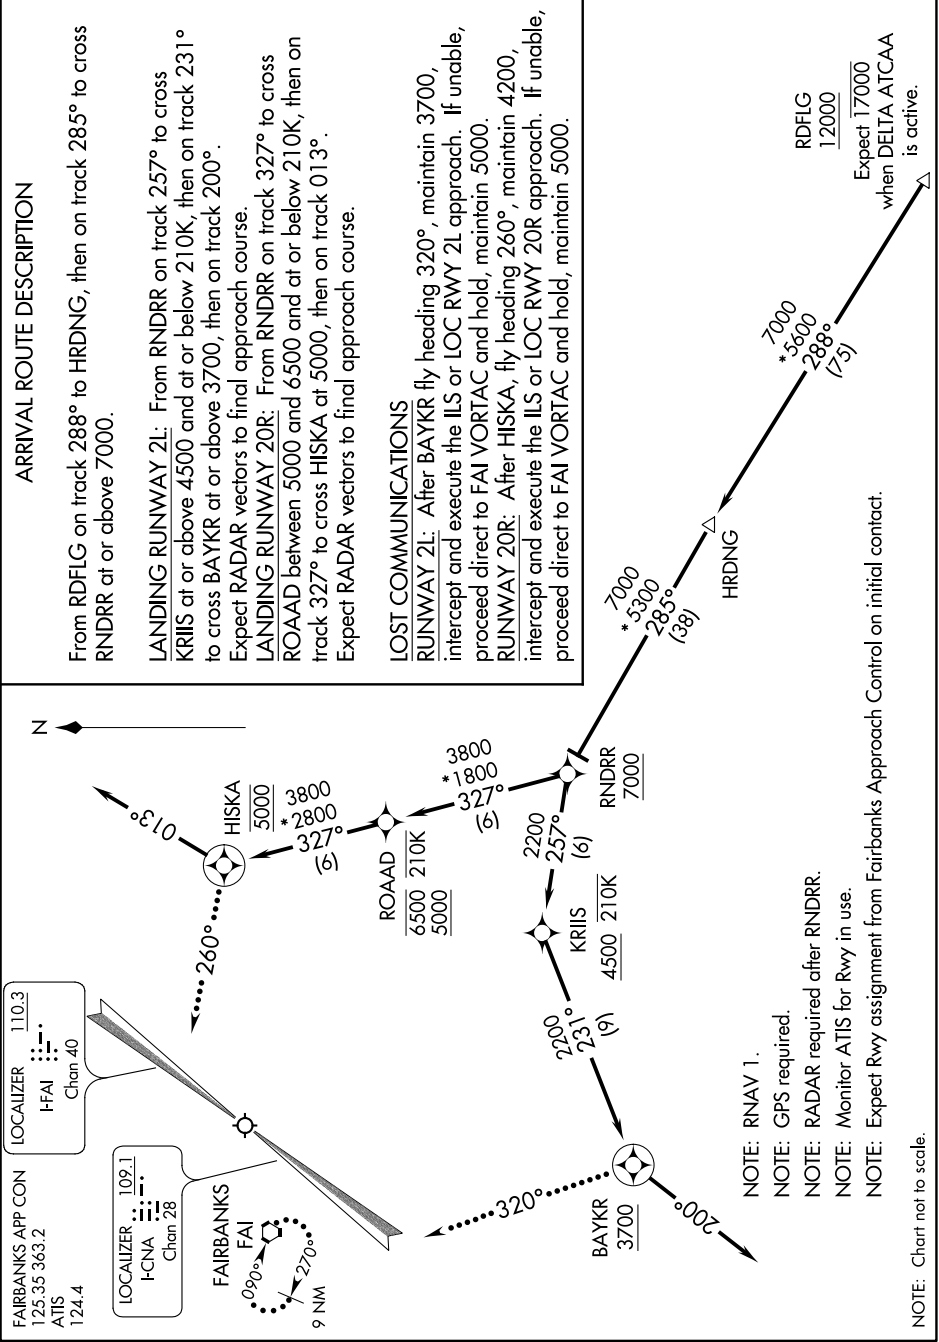 ARRIVAL ROUTE DESCRIPTION
From RDFLG on track 288° to HRDNG, then on track 285° to cross
RNDRR at or above 7000.
LANDING RUNWAY 2L: From RNDRR on track 257° to cross
KRIIS at or above 4500 and at or below 210K, then on track 231°
to cross BAYKR at or above 3700, then on track 200°.
Expect RADAR vectors to final approach course.
LANDING RUNWAY 20R: From RNDRR on track 327° to cross
ROAAD between 5000 and 6500 and at or below 210K, then on
track 327° to cross HISKA at 5000, then on track 013°.
Expect RADAR vectors to final approach course.
LOST COMMUNICATIONS
RUNWAY 2L: After BAYKR fly heading 320°, maintain 3700,
intercept and execute the ILS or LOC RWY 2L approach. If unable,
proceed direct to FAI VORTAC and hold, maintain 5000.
RUNWAY 20R: After HISKA, fly heading 260°, maintain 4200,
intercept and execute the ILS or LOC RWY 20R approach. If unable,
proceed direct to FAI VORTAC and hold, maintain 5000.
FAIRBANKS APP CON
125.35 363.2
ATIS
124.4
LOCALIZER 110.3
I-FAI
Chan 40
LOCALIZER 109.1
I-CNA
Chan 28
FAIRBANKS
FAI
090°
270°
9 NM
N
013°
HISKA
5000
260°
3800
*2800
327°
(6)
ROAAD
6500 210K
5000
3800
*1800
327°
(6)
RNDRR
7000
2200
257°
(6)
KRIIS
4500 210K
2200
231°
(9)
BAYKR
3700
320°
200°
7000
*5300
285°
(38)
HRDNG
7000
*5600
288°
(75)
RDFLG
12000
Expect 17000
when DELTA ATCAA
is active.
NOTE: RNAV 1.
NOTE: GPS required.
NOTE: RADAR required after RNDRR.
NOTE: Monitor ATIS for Rwy in use.
NOTE: Expect Rwy assignment from Fairbanks Approach Control on initial contact.
NOTE: Chart not to scale.